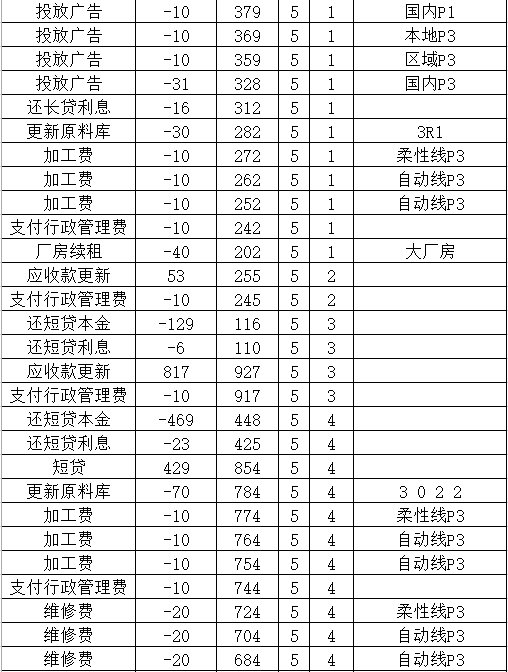 投放广告 -10 379 5 1 国内P1
投放广告 -10 369 5 1 本地P3
投放广告 -10 359 5 1 区域P3
投放广告 -31 328 5 1 国内P3
还长贷利息 -16 312 5 1
更新原料库 -30 282 5 1 3R1
加工费 -10 272 5 1 柔性线P3
加工费 -10 262 5 1 自动线P3
加工费 -10 252 5 1 自动线P3
支付行政管理费 -10 242 5 1
厂房续租 -40 202 5 1 大厂房
应收款更新 53 255 5 2
支付行政管理费 -10 245 5 2
还短贷本金 -129 116 5 3
还短贷利息 -6 110 5 3
应收款更新 817 927 5 3
支付行政管理费 -10 917 5 3
还短贷本金 -469 448 5 4
还短贷利息 -23 425 5 4
短贷 429 854 5 4
更新原料库 -70 784 5 4 3 0 2 2
加工费 -10 774 5 4 柔性线P3
加工费 -10 764 5 4 自动线P3
加工费 -10 754 5 4 自动线P3
支付行政管理费 -10 744 5 4
维修费 -20 724 5 4 柔性线P3
维修费 -20 704 5 4 自动线P3
维修费 -20 684 5 4 自动线P3